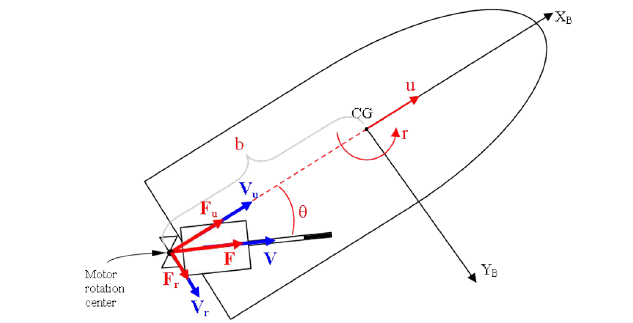 X_B
u
CG
r
b
V_u
F_u
θ
F
V
Motor
rotation
center
F_r
V_r
Y_B